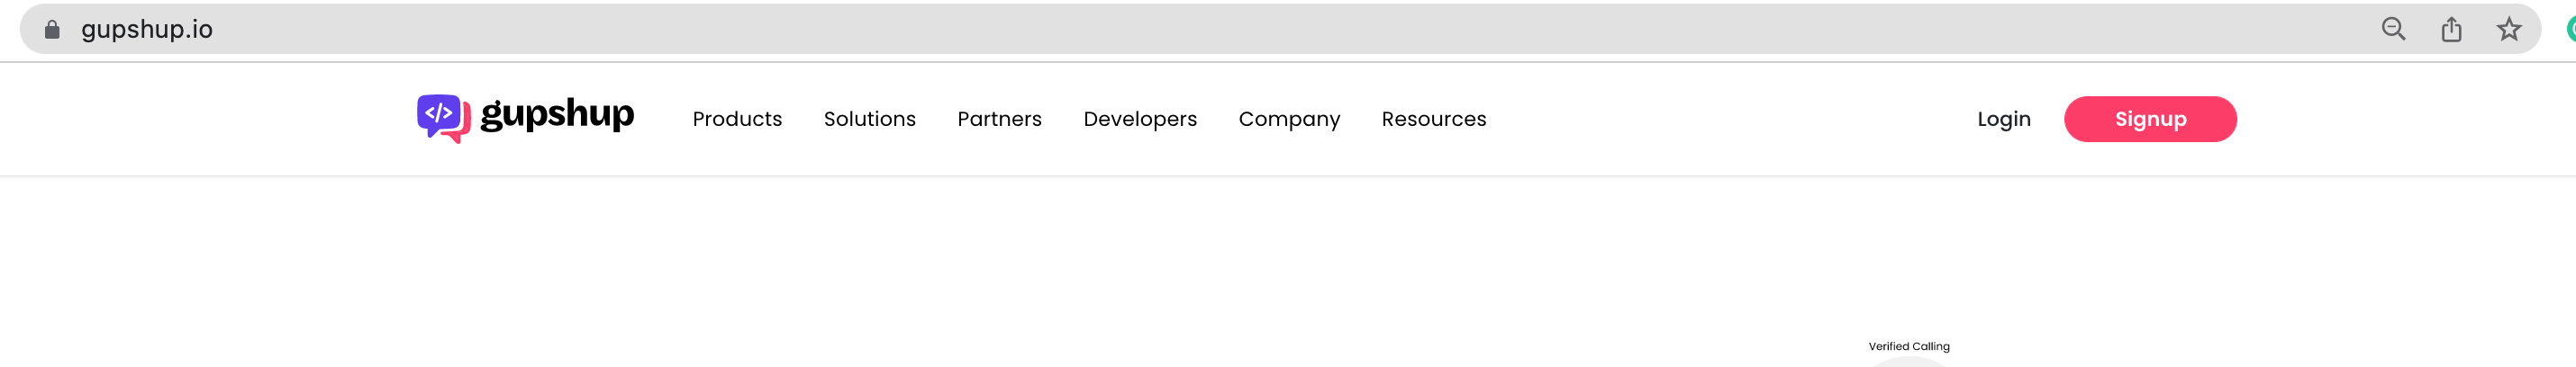 gupshup.io
</> gupshup Products Solutions Partners Developers Company Resources Login Signup
Verified Calling